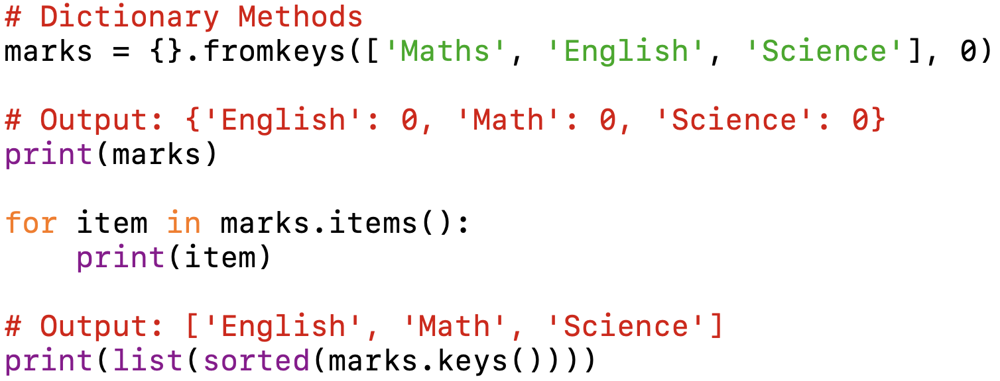 # Dictionary Methods
marks = {}.fromkeys(['Maths', 'English', 'Science'], 0)
# Output: {'English': 0, 'Math': 0, 'Science': 0}
print(marks)
for item in marks.items():
    print(item)
# Output: ['English', 'Math', 'Science']
print(list(sorted(marks.keys())))